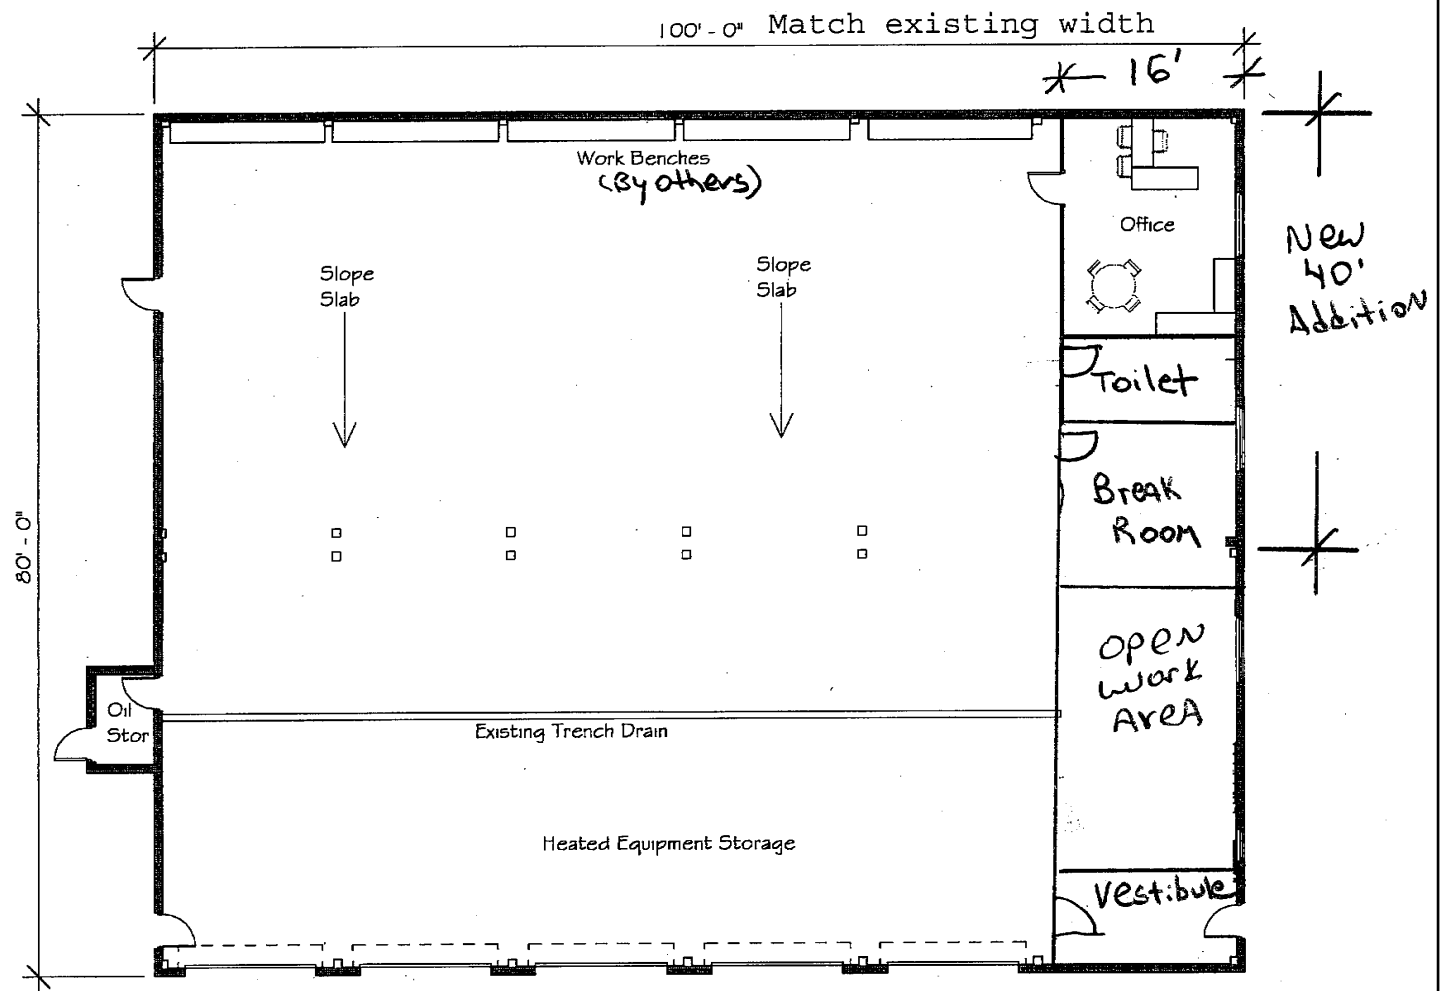 100' - 0" Match existing width
16'
Work Benches
(By others)
Office
New
40'
Addition
Slope
Slab
Slope
Slab
Toilet
Break
Room
80' - 0"
Open
Work
Area
Oil
Stor
Existing Trench Drain
Heated Equipment Storage
Vestibule